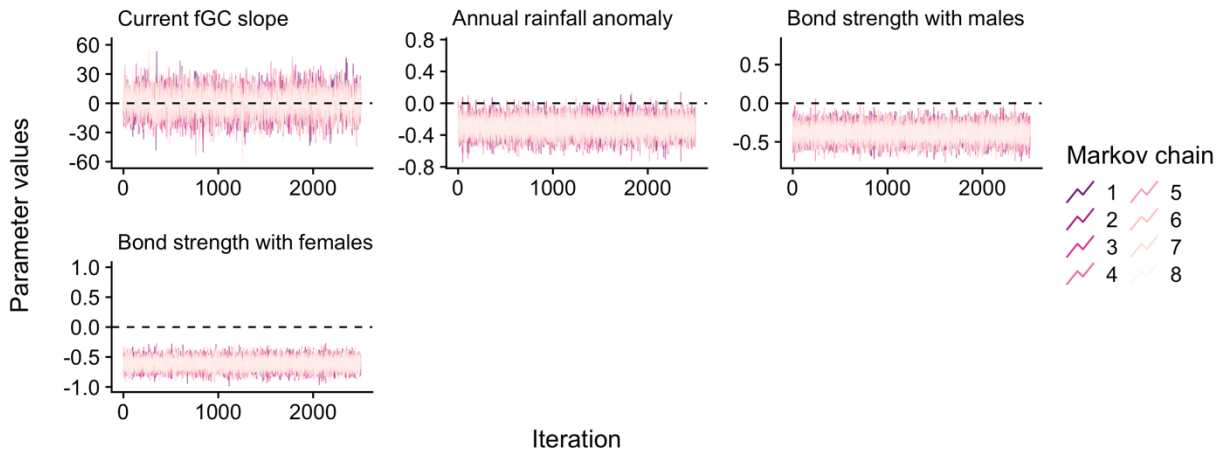 Current fGC slope
Annual rainfall anomaly
Bond strength with males
60
30
0
-30
-60
0 1000 2000
0.8
0.4
0.0
-0.4
-0.8
0 1000 2000
0.5
0.0
-0.5
0 1000 2000
Bond strength with females
1.0
0.5
0.0
-0.5
-1.0
0 1000 2000
Parameter values
Iteration
Markov chain
1 5
2 6
3 7
4 8